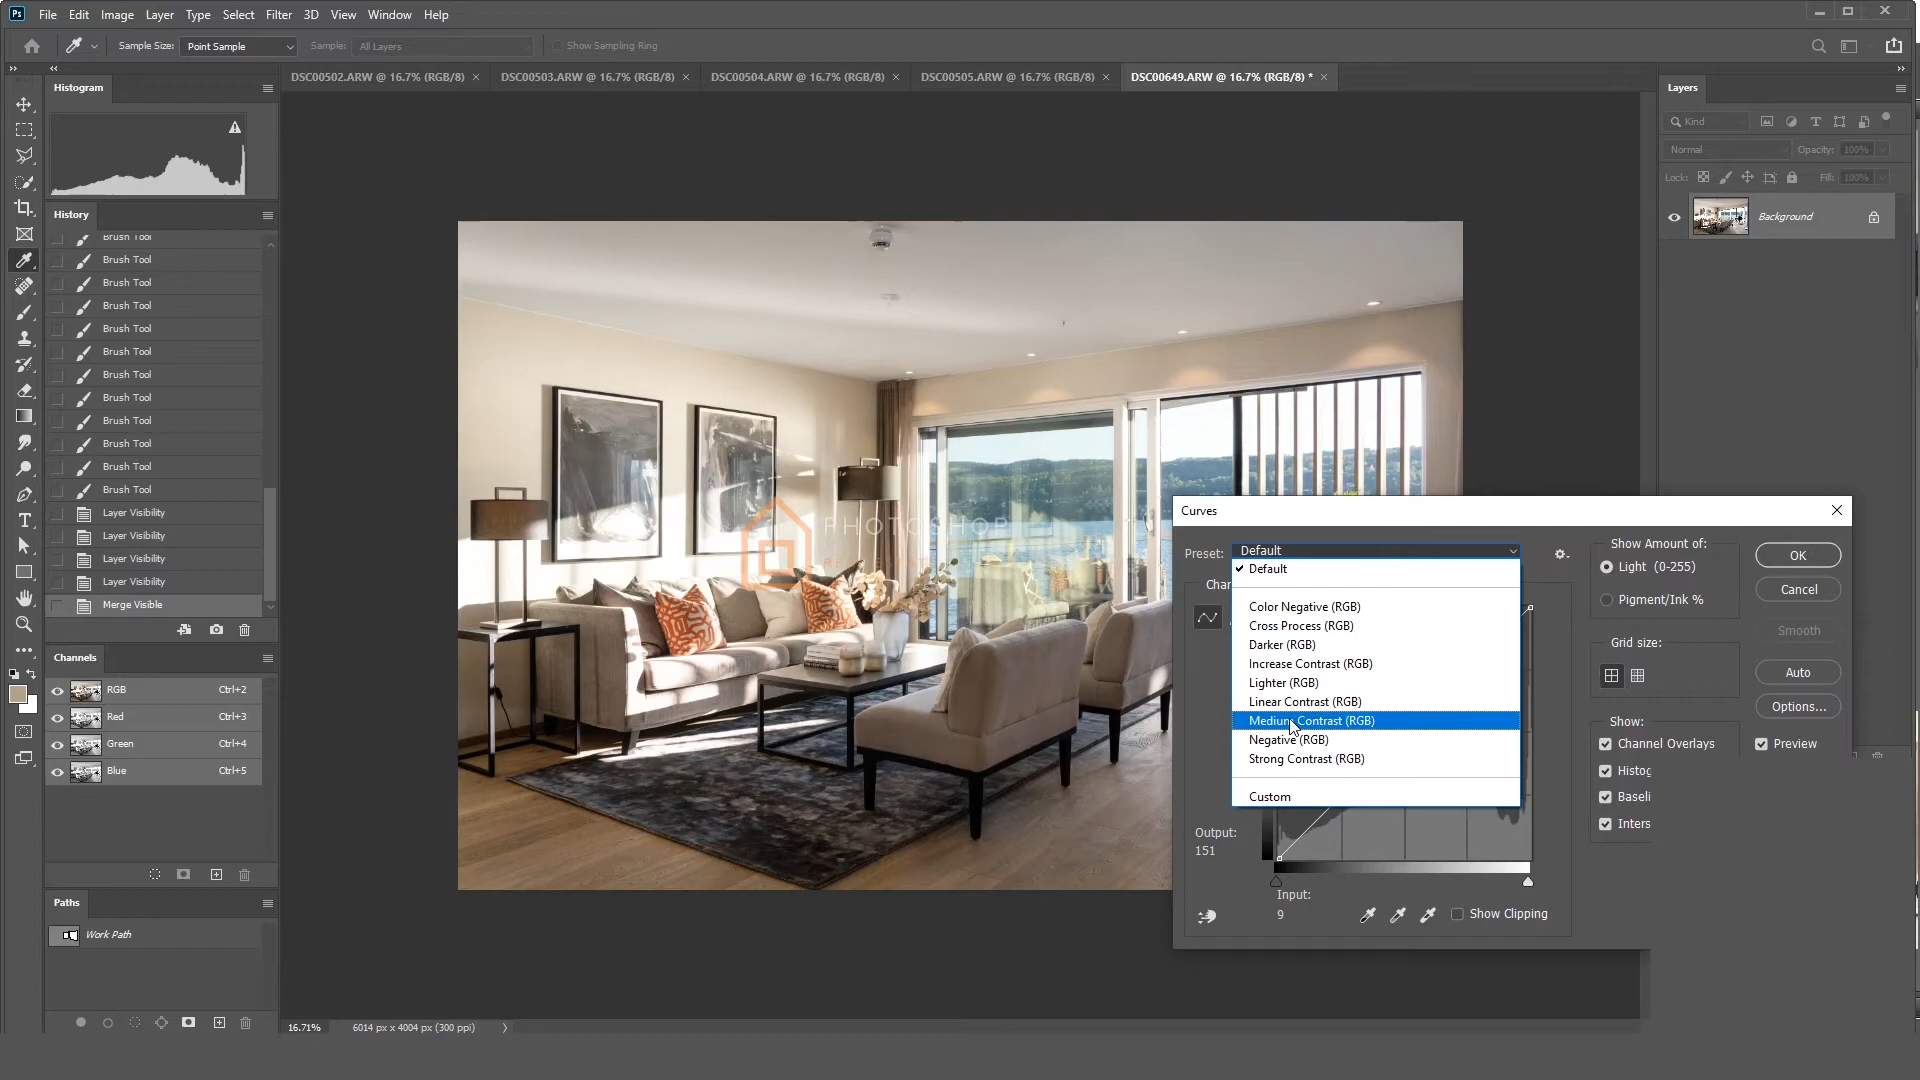 Ps File Edit Image Layer Type Select Filter 3D View Window Help
Sample Size: Point Sample Sample: All Layers Show Sampling Ring
DSC00502.ARW @ 16.7% (RGB/8) × DSC00503.ARW @ 16.7% (RGB/8) × DSC00504.ARW @ 16.7% (RGB/8) × DSC00505.ARW @ 16.7% (RGB/8) × DSC00649.ARW @ 16.7% (RGB/8) * ×
Histogram
History
Brush Tool
Brush Tool
Brush Tool
Brush Tool
Brush Tool
Brush Tool
Brush Tool
Brush Tool
Brush Tool
Brush Tool
Brush Tool
Brush Tool
Layer Visibility
Layer Visibility
Layer Visibility
Layer Visibility
Merge Visible
Channels
RGB Ctrl+2
Red Ctrl+3
Green Ctrl+4
Blue Ctrl+5
Paths
Work Path
16.71% 6014 px x 4004 px (300 ppi)
PHOTOSHOP
Layers
Kind
Normal Opacity: 100%
Lock: Fill: 100%
Background
Curves
Preset: Default
Default
Chan
Color Negative (RGB)
Cross Process (RGB)
Darker (RGB)
Increase Contrast (RGB)
Lighter (RGB)
Linear Contrast (RGB)
Medium Contrast (RGB)
Negative (RGB)
Strong Contrast (RGB)
Custom
Output:
151
Input:
9
Show Clipping
Show Amount of:
Light (0-255)
Pigment/Ink %
Grid size:
Show:
Channel Overlays
Histog
Baseli
Inters
OK
Cancel
Smooth
Auto
Options...
Preview